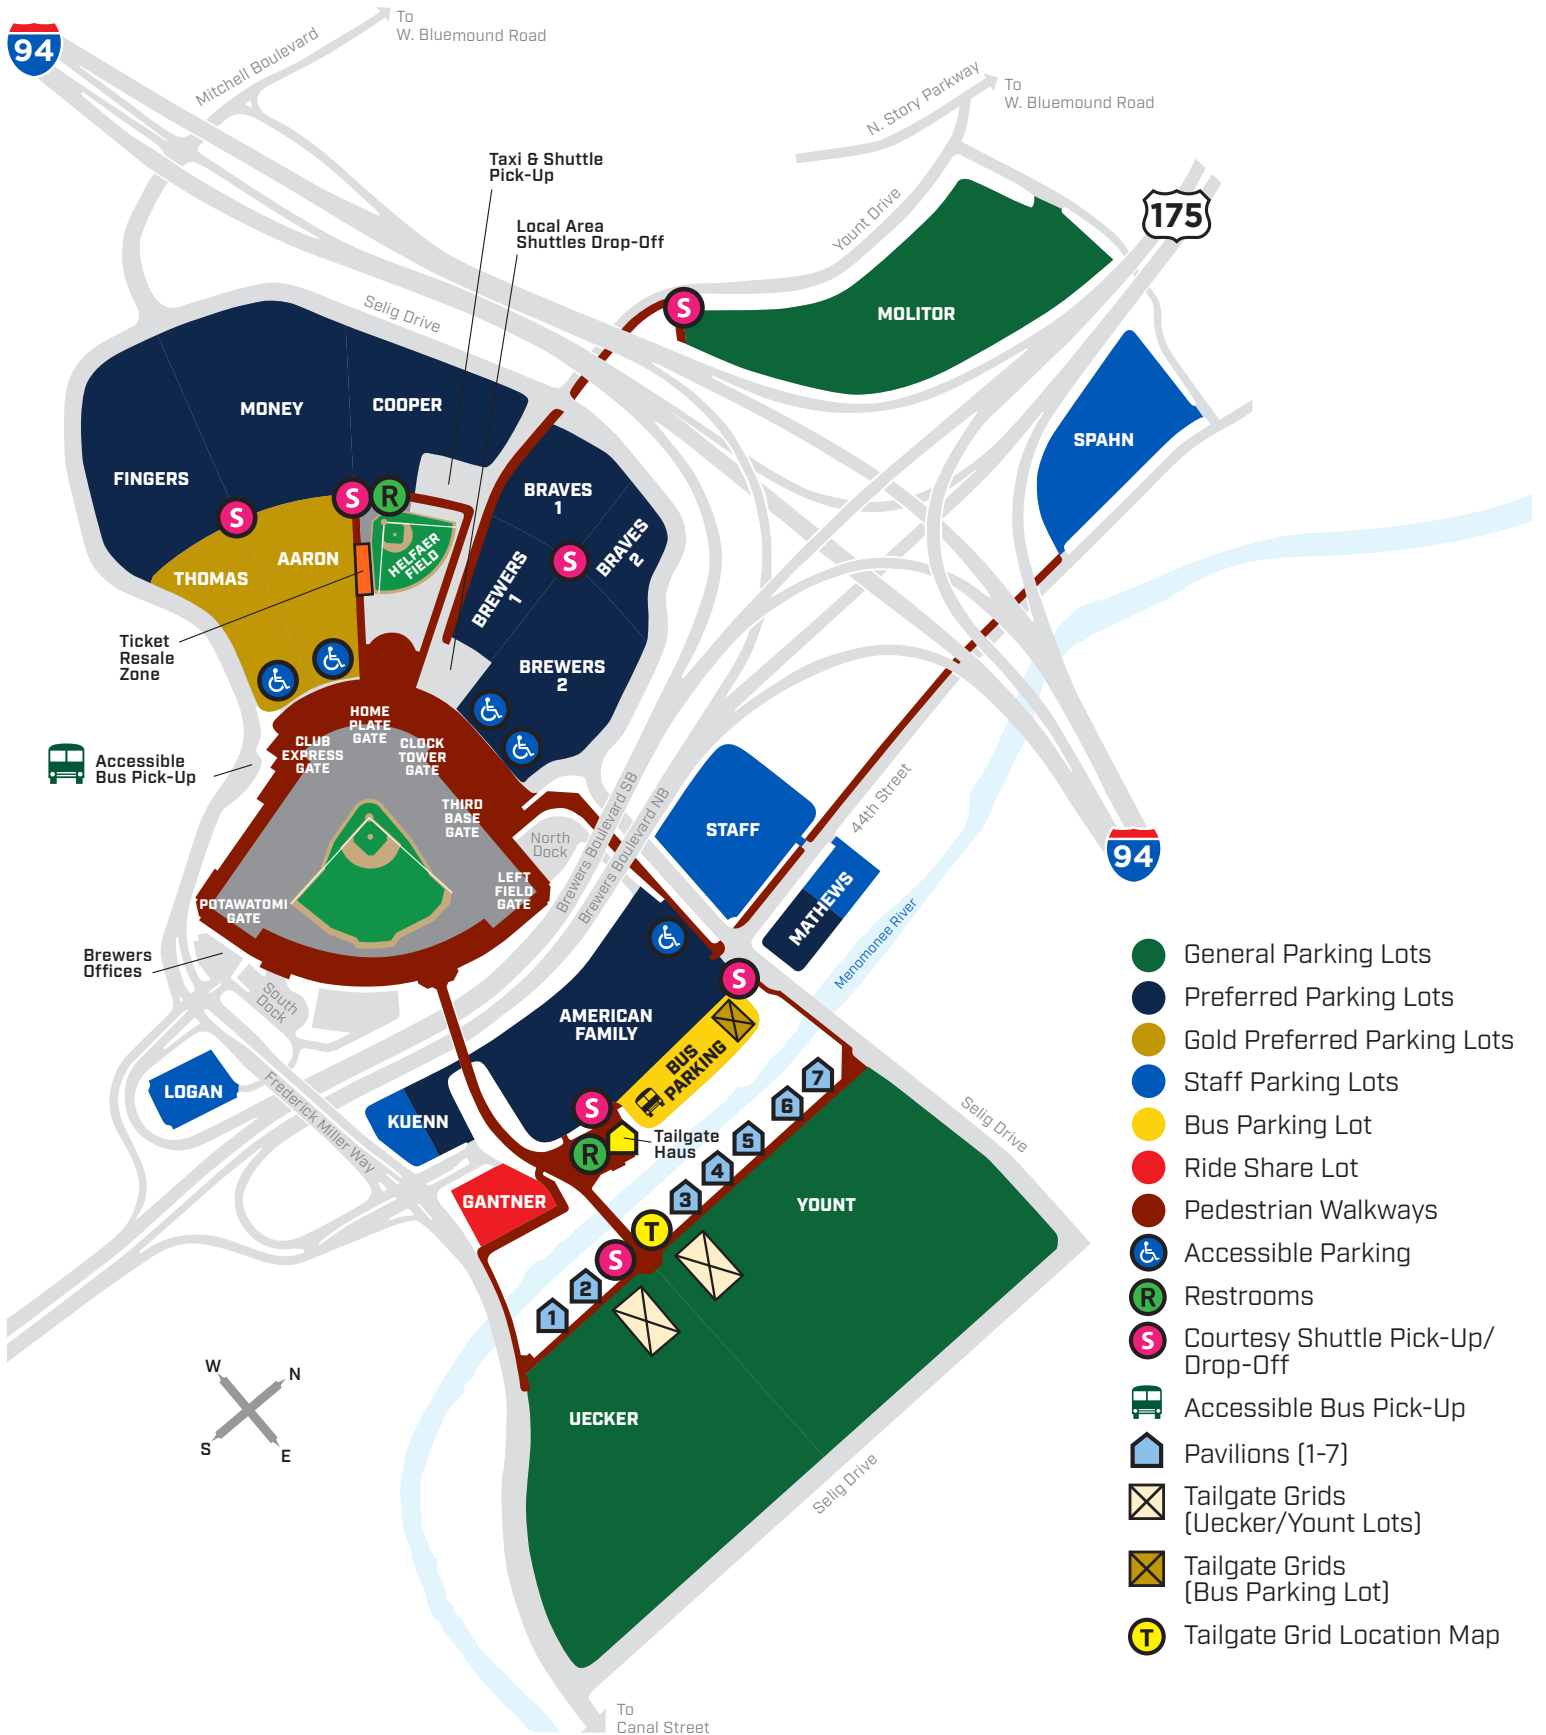 94
To
W. Bluemound Road
Mitchell Boulevard
N. Story Parkway
To
W. Bluemound Road
Taxi & Shuttle
Pick-Up
Local Area
Shuttles Drop-Off
Yount Drive
175
Selig Drive
S
MOLITOR
SPAHN
MONEY
COOPER
FINGERS
S
S
R
BRAVES
1
BRAVES
2
S
BREWERS
1
HELFAER
FIELD
AARON
THOMAS
Ticket
Resale
Zone
BREWERS
2
HOME
PLATE
GATE
CLUB
EXPRESS
GATE
CLOCK
TOWER
GATE
THIRD
BASE
GATE
LEFT
FIELD
GATE
POTAWATOMI
GATE
Accessible
Bus Pick-Up
Brewers
Offices
North
Dock
South
Dock
Brewers Boulevard SB
Brewers Boulevard NB
STAFF
44th Street
MATHEWS
Menomonee River
94
AMERICAN
FAMILY
S
BUS
PARKING
LOGAN
KUENN
Frederick Miller Way
S
R
Tailgate
Haus
GANTNER
7
6
5
4
3
2
1
T
S
YOUNT
UECKER
Selig Drive
Selig Drive
To
Canal Street
W
N
S
E
General Parking Lots
Preferred Parking Lots
Gold Preferred Parking Lots
Staff Parking Lots
Bus Parking Lot
Ride Share Lot
Pedestrian Walkways
Accessible Parking
R
Restrooms
S
Courtesy Shuttle Pick-Up/
Drop-Off
Accessible Bus Pick-Up
Pavilions (1-7)
Tailgate Grids
(Uecker/Yount Lots)
Tailgate Grids
(Bus Parking Lot)
T
Tailgate Grid Location Map